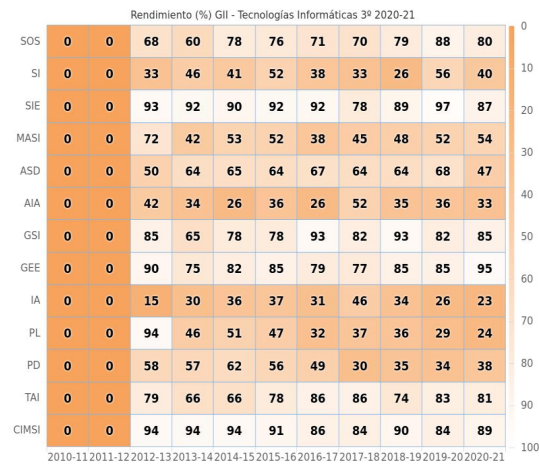 Rendimiento (%) GII - Tecnologías Informáticas 3º 2020-21
SOS 0 0 68 60 78 76 71 70 79 88 80
SI 0 0 33 46 41 52 38 33 26 56 40
SIE 0 0 93 92 90 92 92 78 89 97 87
MASI 0 0 72 42 53 52 38 45 48 52 54
ASD 0 0 50 64 65 64 67 64 64 68 47
AIA 0 0 42 34 26 36 26 52 35 36 33
GSI 0 0 85 65 78 78 93 82 93 82 85
GEE 0 0 90 75 82 85 79 77 85 85 95
IA 0 0 15 30 36 37 31 46 34 26 23
PL 0 0 94 46 51 47 32 37 36 29 24
PD 0 0 58 57 62 56 49 30 35 34 38
TAI 0 0 79 66 66 78 86 86 74 83 81
CIMSI 0 0 94 94 94 91 86 84 90 84 89
2010-11 2011-12 2012-13 2013-14 2014-15 2015-16 2016-17 2017-18 2018-19 2019-20 2020-21
0
10
20
30
40
50
60
70
80
90
100